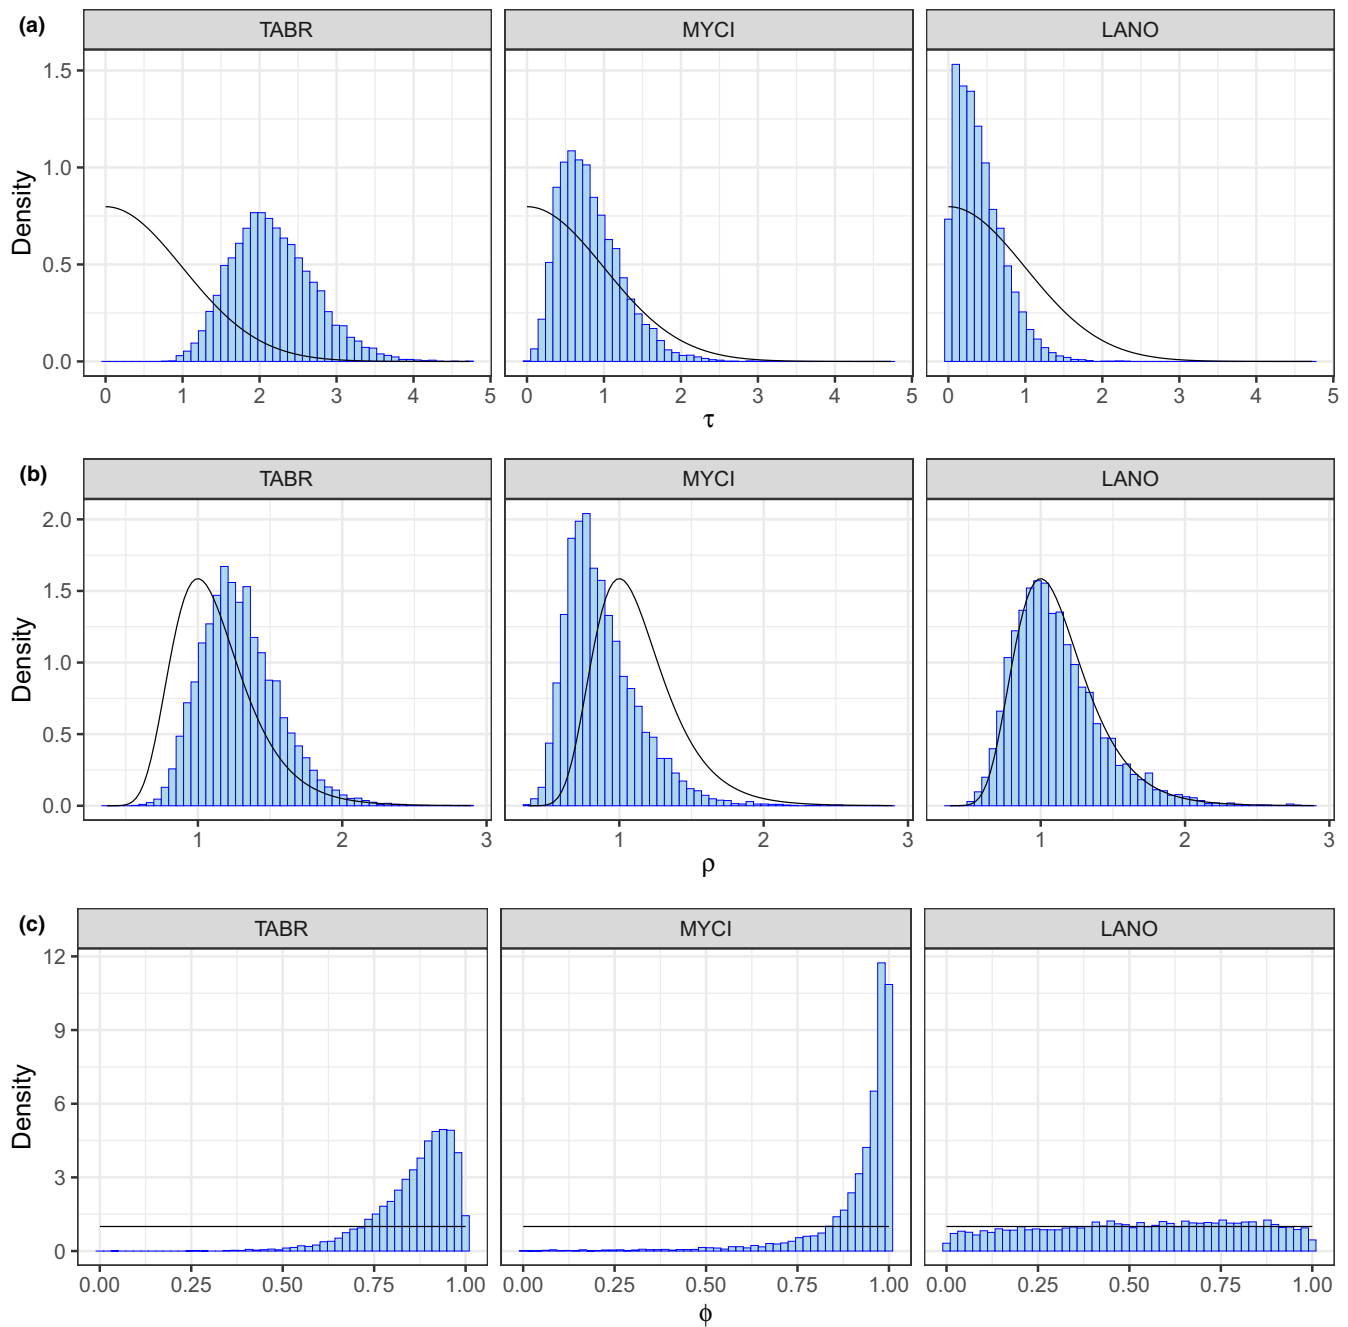 (a)
TABR MYCI LANO
1.5
1.0
0.5
0.0
Density
0 1 2 3 4 5 0 1 2 3 4 5 0 1 2 3 4 5
τ
(b)
TABR MYCI LANO
2.0
1.5
1.0
0.5
0.0
Density
1 2 3 1 2 3 1 2 3
ρ
(c)
TABR MYCI LANO
12
9
6
3
0
Density
0.00 0.25 0.50 0.75 1.00 0.00 0.25 0.50 0.75 1.00 0.00 0.25 0.50 0.75 1.00
ϕ